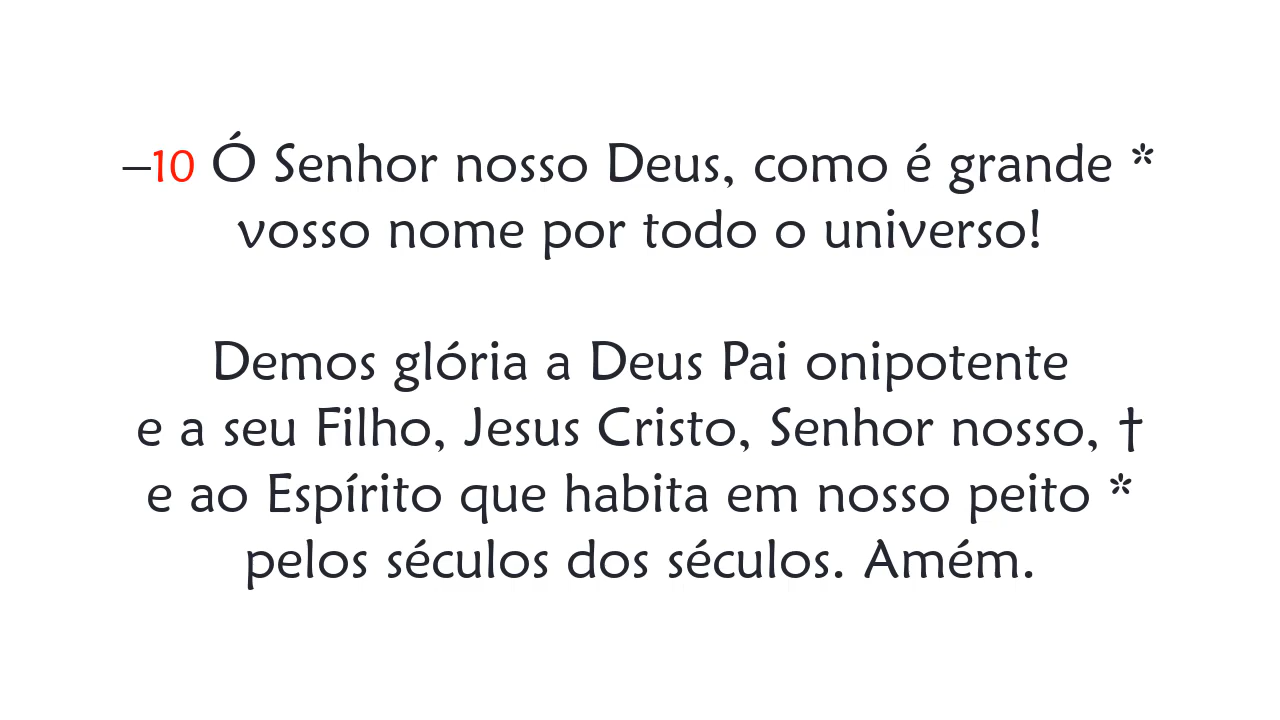 –10 Ó Senhor nosso Deus, como é grande *
vosso nome por todo o universo!
Demos glória a Deus Pai onipotente
e a seu Filho, Jesus Cristo, Senhor nosso, †
e ao Espírito que habita em nosso peito *
pelos séculos dos séculos. Amém.